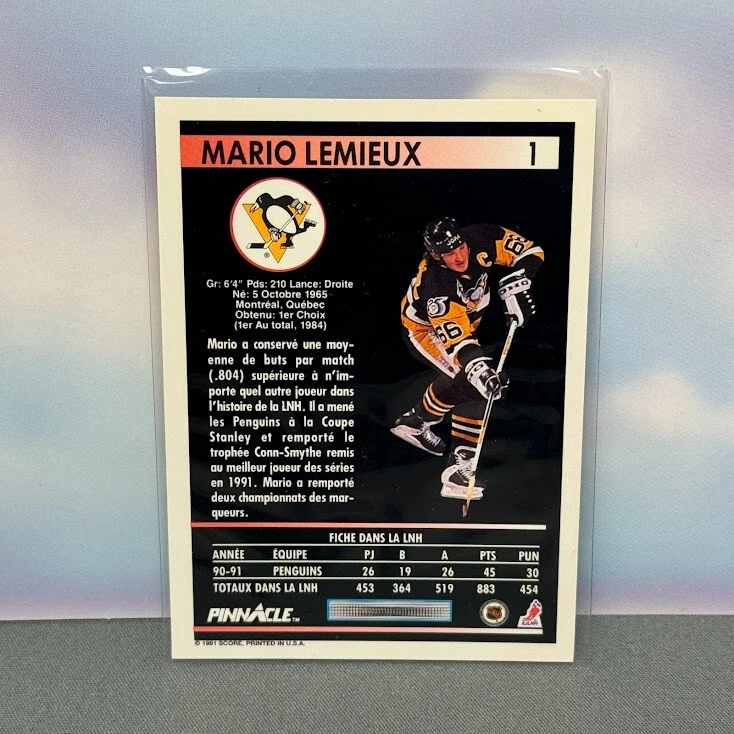 MARIO LEMIEUX 1
Gr: 6'4" Pds: 210 Lance: Droite
Né: 5 Octobre 1965
Montréal, Québec
Obtenu: 1er Choix
(1er Au total, 1984)
Mario a conservé une moy-
enne de buts par match
(.804) supérieure à n'im-
porte quel autre joueur dans
l'histoire de la LNH. Il a mené
les Penguins à la Coupe
Stanley et remporté le
trophée Conn-Smythe remis
au meilleur joueur des séries
en 1991. Mario a remporté
deux championnats des mar-
queurs.
66
C
66
FICHE DANS LA LNH
ANNÉE ÉQUIPE PJ B A PTS PUN
90-91 PENGUINS 26 19 26 45 30
TOTAUX DANS LA LNH 453 364 519 883 454
PINNACLE™
© 1991 SCORE, PRINTED IN U.S.A.